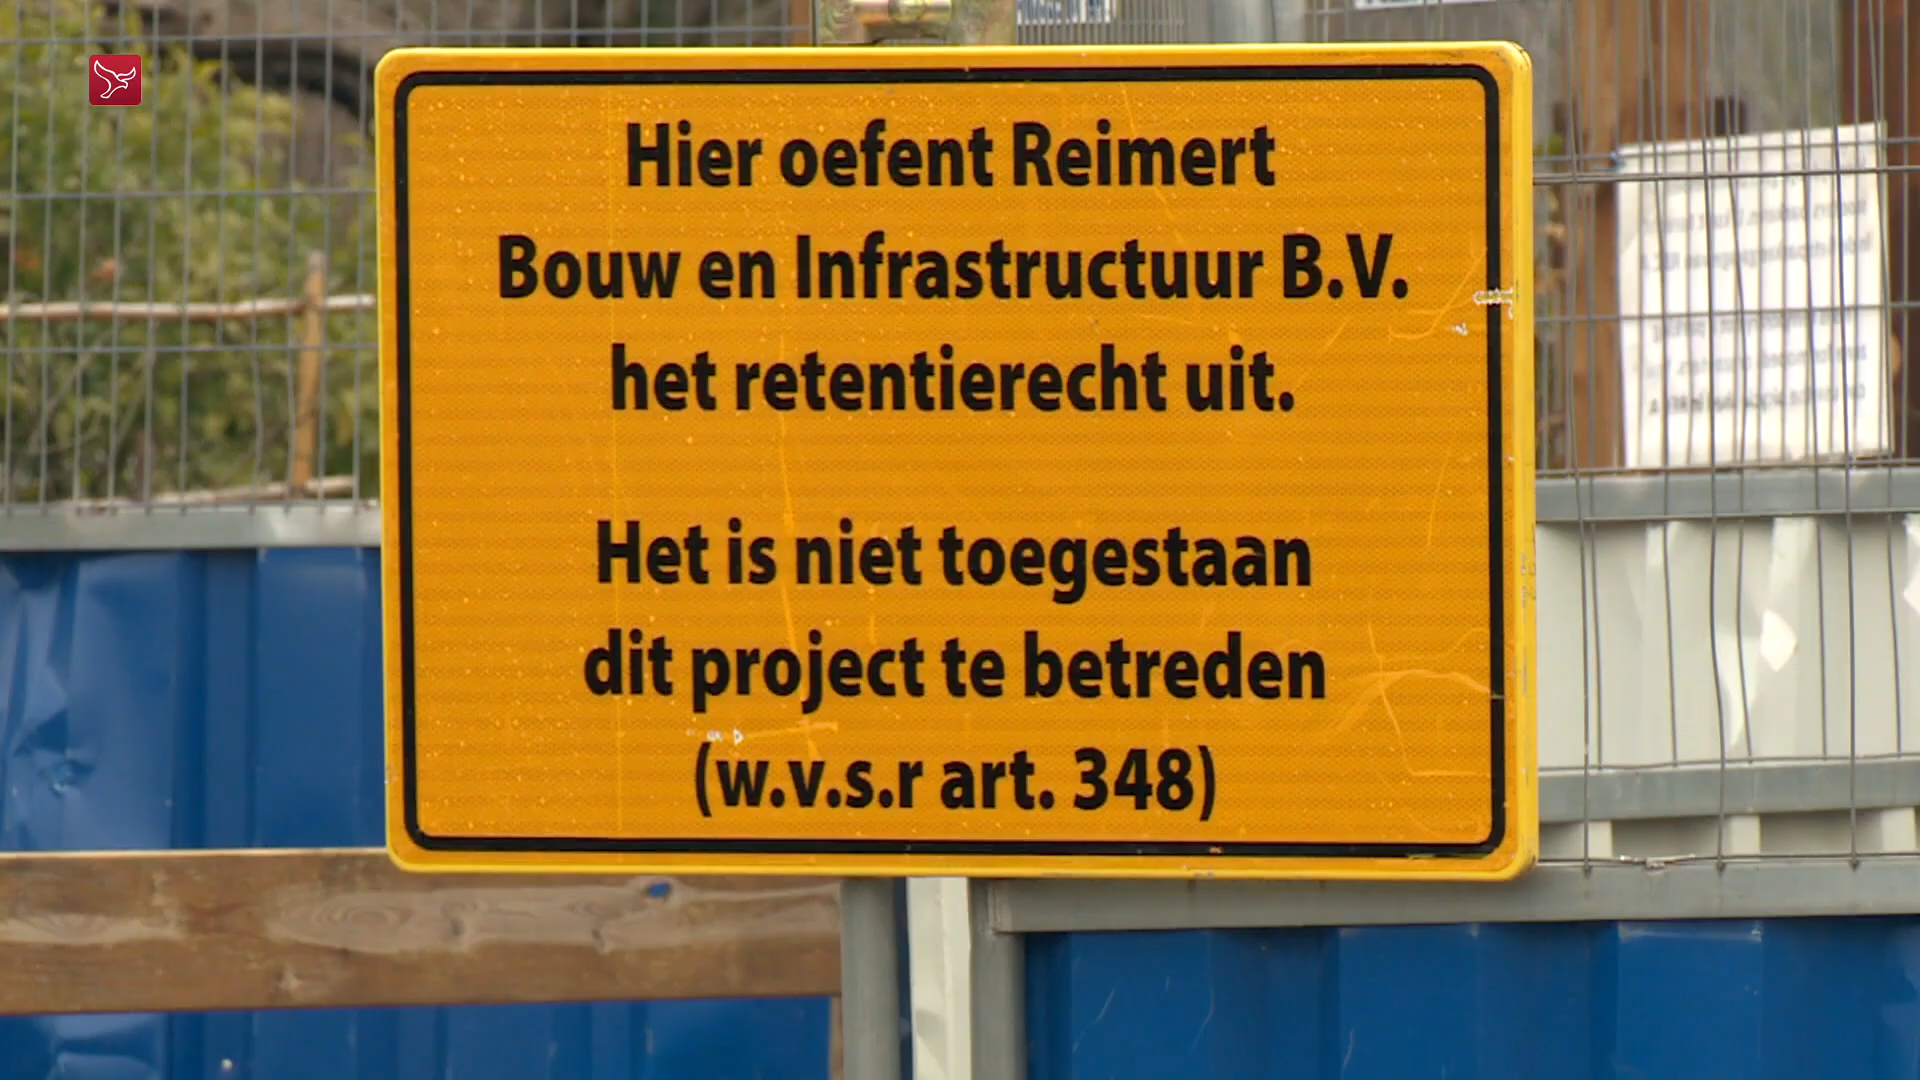 Hier oefent Reimert
Bouw en Infrastructuur B.V.
het retentierecht uit.
Het is niet toegestaan
dit project te betreden
(w.v.s.r art. 348)